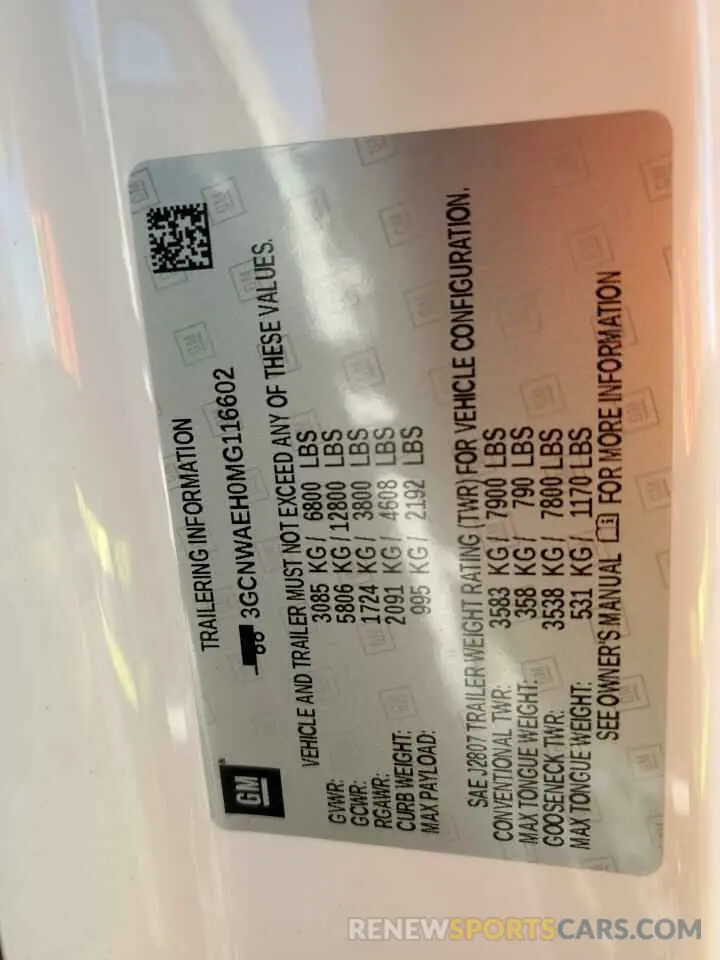 GM
TRAILERING INFORMATION
3GCNWAEH0MG116602
VEHICLE AND TRAILER MUST NOT EXCEED ANY OF THESE VALUES.
GVWR: 3085 KG/ 6800 LBS
GCWR: 5806 KG/12800 LBS
RGAWR: 1724 KG/ 3800 LBS
CURB WEIGHT: 2091 KG/ 4608 LBS
MAX PAYLOAD: 995 KG/ 2192 LBS
SAE J2807 TRAILER WEIGHT RATING (TWR) FOR VEHICLE CONFIGURATION.
CONVENTIONAL TWR: 3583 KG/ 7900 LBS
MAX TONGUE WEIGHT: 358 KG/ 790 LBS
GOOSENECK TWR: 3538 KG/ 7800 LBS
MAX TONGUE WEIGHT: 531 KG/ 1170 LBS
SEE OWNER'S MANUAL FOR MORE INFORMATION
RENEWSPORTSCARS.COM